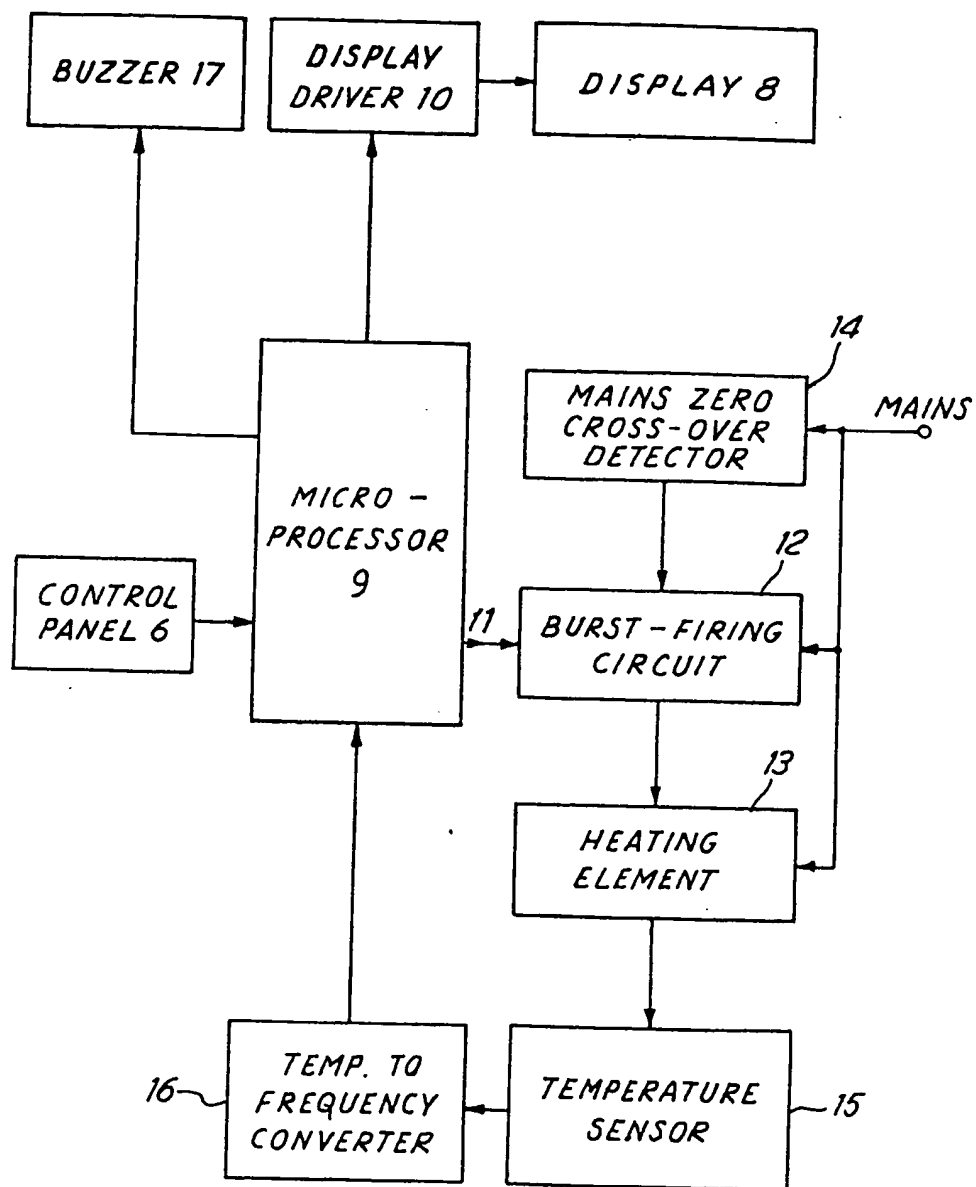 BUZZER 17
DISPLAY
DRIVER 10
DISPLAY 8
14
MAINS ZERO
CROSS-OVER
DETECTOR
MAINS
MICRO-
PROCESSOR
9
CONTROL
PANEL 6
11
12
BURST-FIRING
CIRCUIT
13
HEATING
ELEMENT
16
TEMP. TO
FREQUENCY
CONVERTER
TEMPERATURE
SENSOR
15